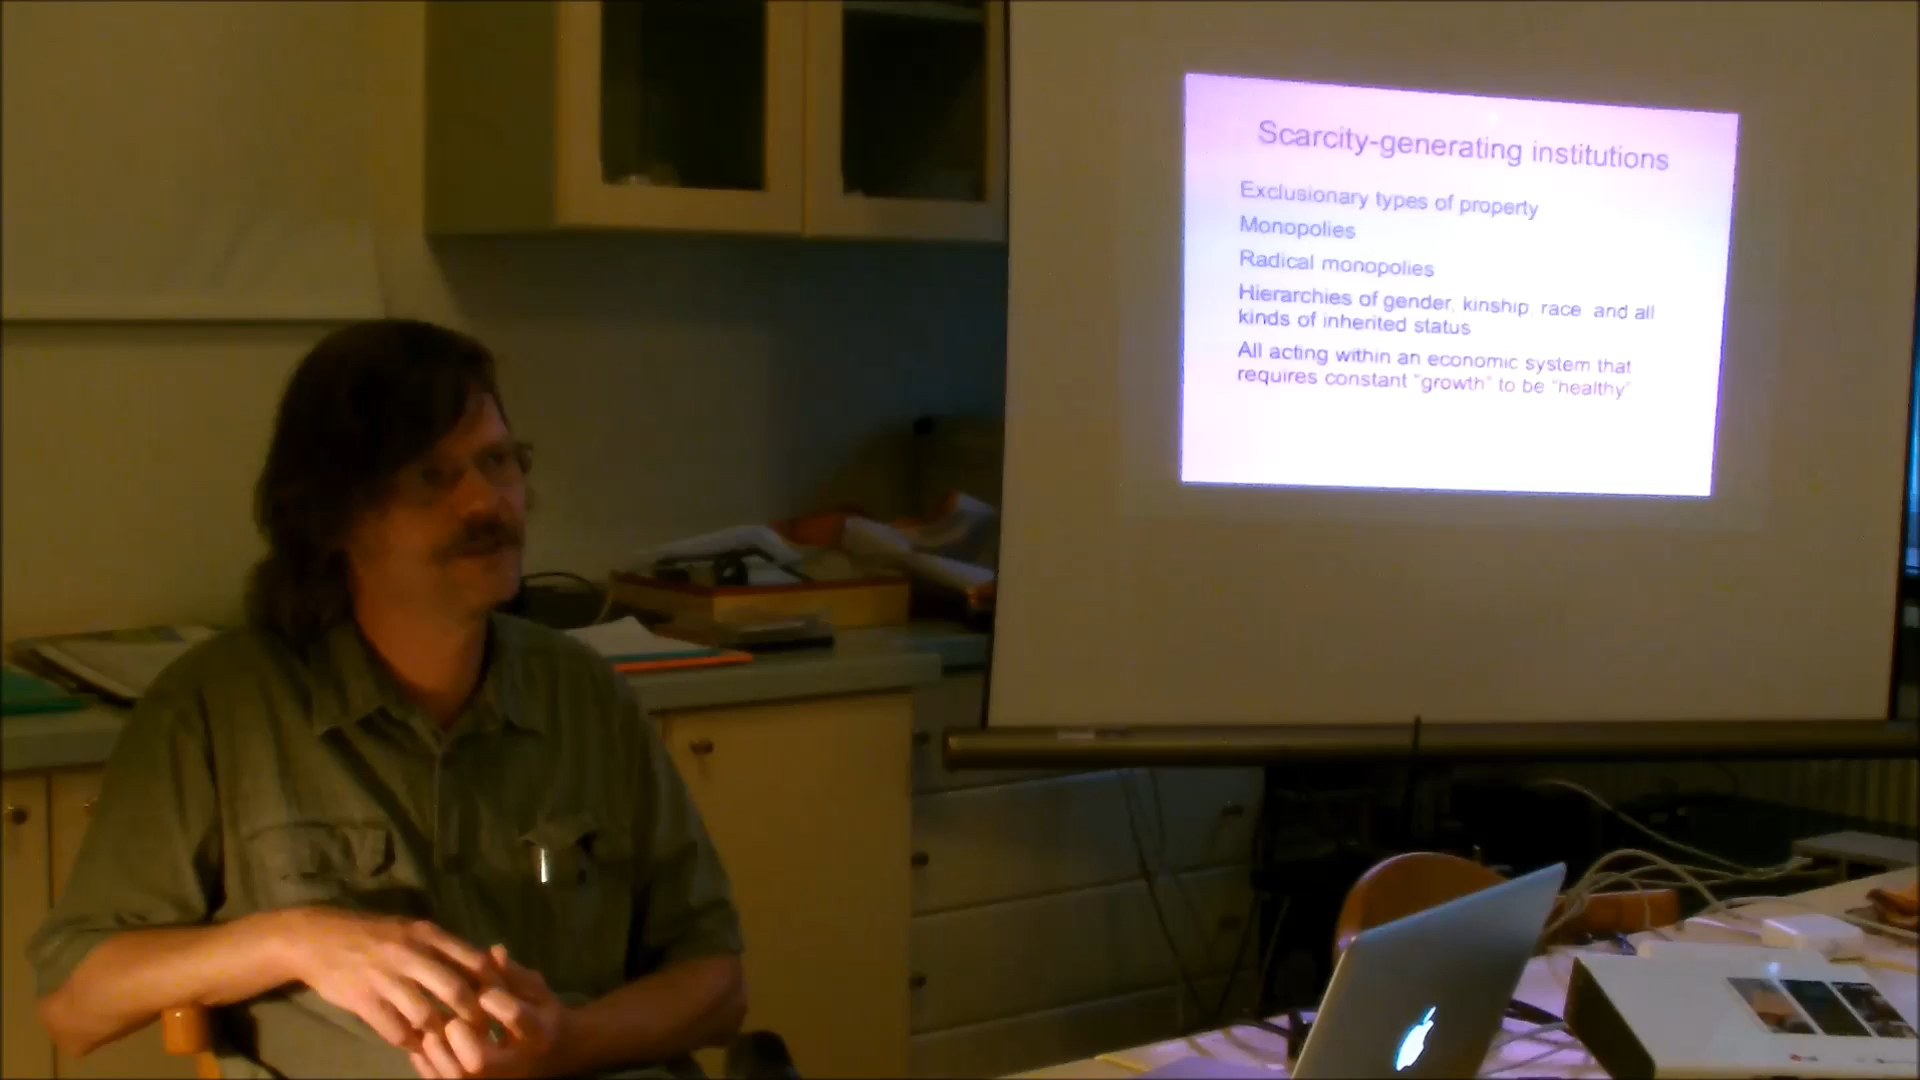 Scarcity-generating institutions
Exclusionary types of property
Monopolies
Radical monopolies
Hierarchies of gender, kinship, race and all
kinds of inherited status
All acting within an economic system that
requires constant "growth" to be "healthy"